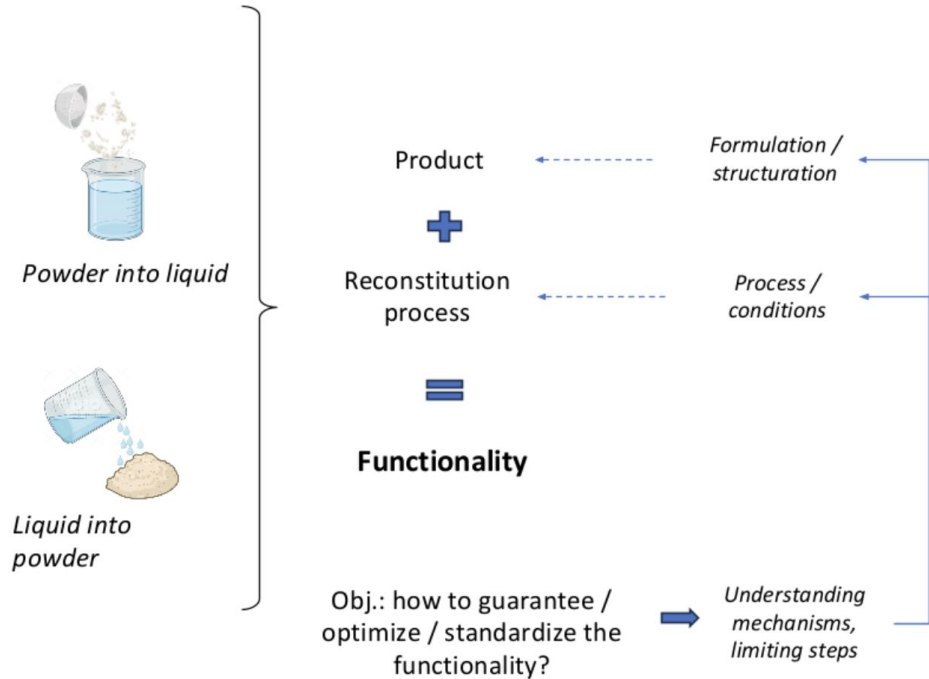 Powder into liquid
Liquid into
powder
Product
Reconstitution
process
Functionality
Obj.: how to guarantee /
optimize / standardize the
functionality?
Formulation /
structuration
Process /
conditions
Understanding
mechanisms,
limiting steps